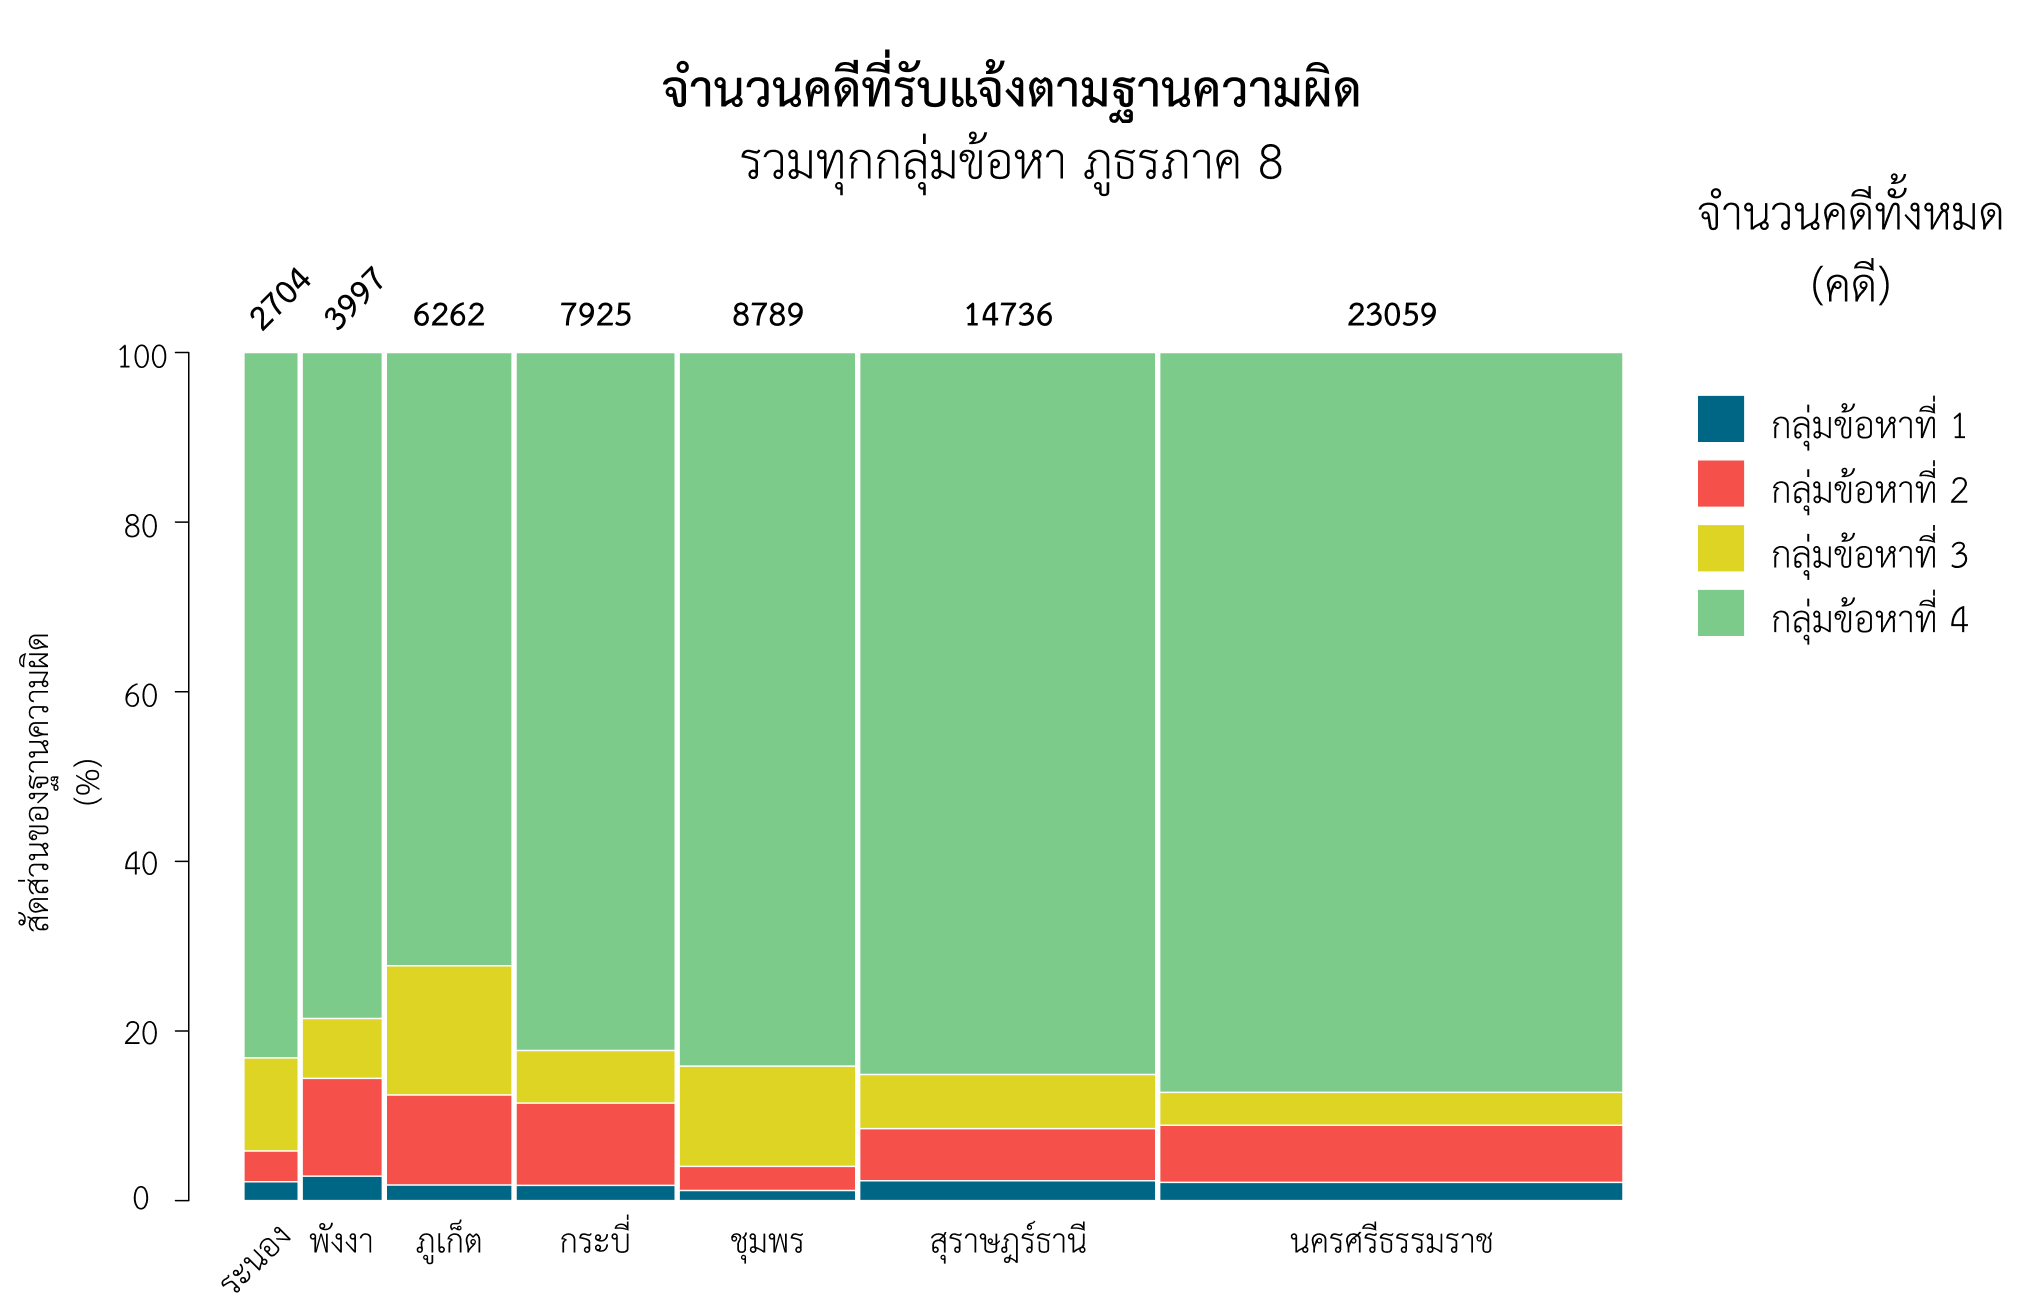 จำนวนคดีที่รับแจ้งตามฐานความผิด
รวมทุกกลุ่มข้อหา ภูธรภาค 8
จำนวนคดีทั้งหมด
(คดี)
2704 3997 6262 7925 8789 14736 23059
กลุ่มข้อหาที่ 1
กลุ่มข้อหาที่ 2
กลุ่มข้อหาที่ 3
กลุ่มข้อหาที่ 4
สัดส่วนของฐานความผิด
(%)
100
80
60
40
20
0
ระนอง พังงา ภูเก็ต กระบี่ ชุมพร สุราษฎร์ธานี นครศรีธรรมราช